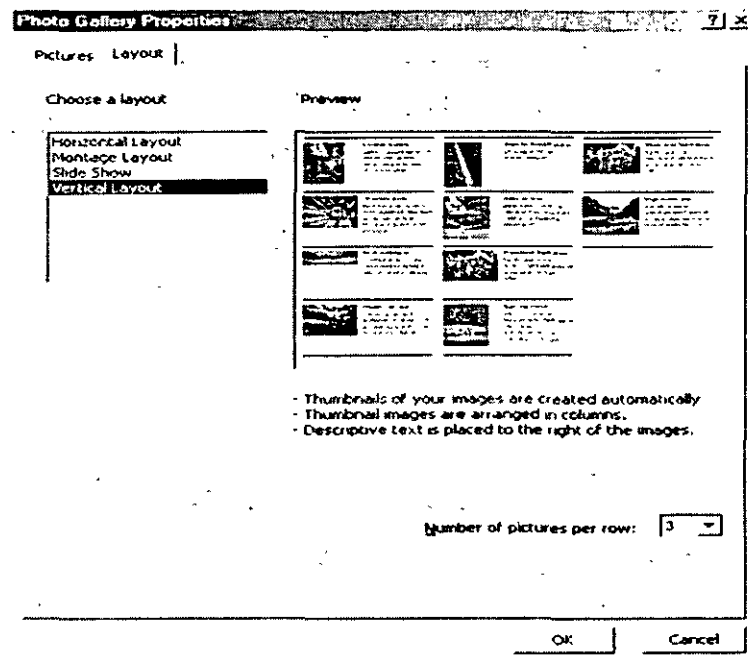 Photo Gallery Properties
Pictures Layout
Choose a layout
Preview
Horizontal Layout
Montage Layout
Slide Show
Vertical Layout
- Thumbnails of your images are created automatically
- Thumbnail images are arranged in columns.
- Descriptive text is placed to the right of the images.
Number of pictures per row: 3
OK Cancel